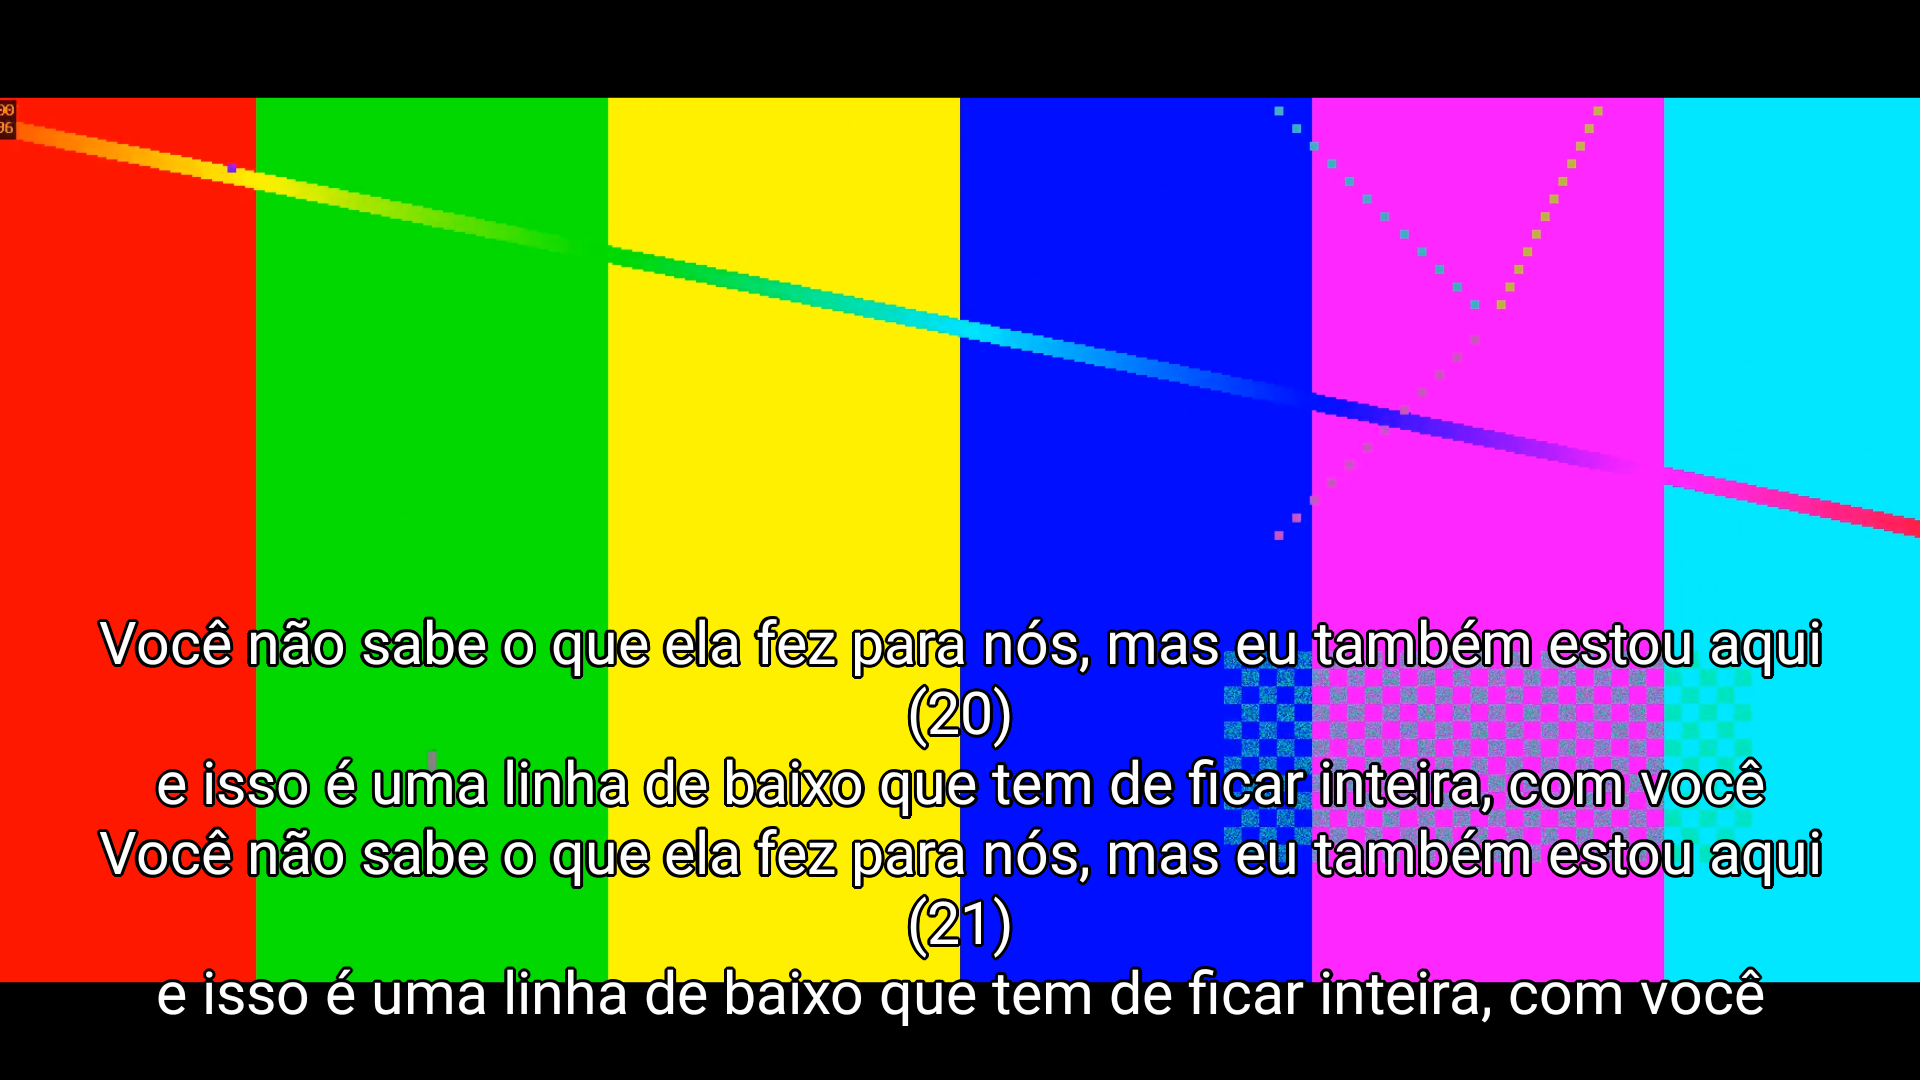 00
96
Você não sabe o que ela fez para nós, mas eu também estou aqui
(20)
e isso é uma linha de baixo que tem de ficar inteira, com você
Você não sabe o que ela fez para nós, mas eu também estou aqui
(21)
e isso é uma linha de baixo que tem de ficar inteira, com você